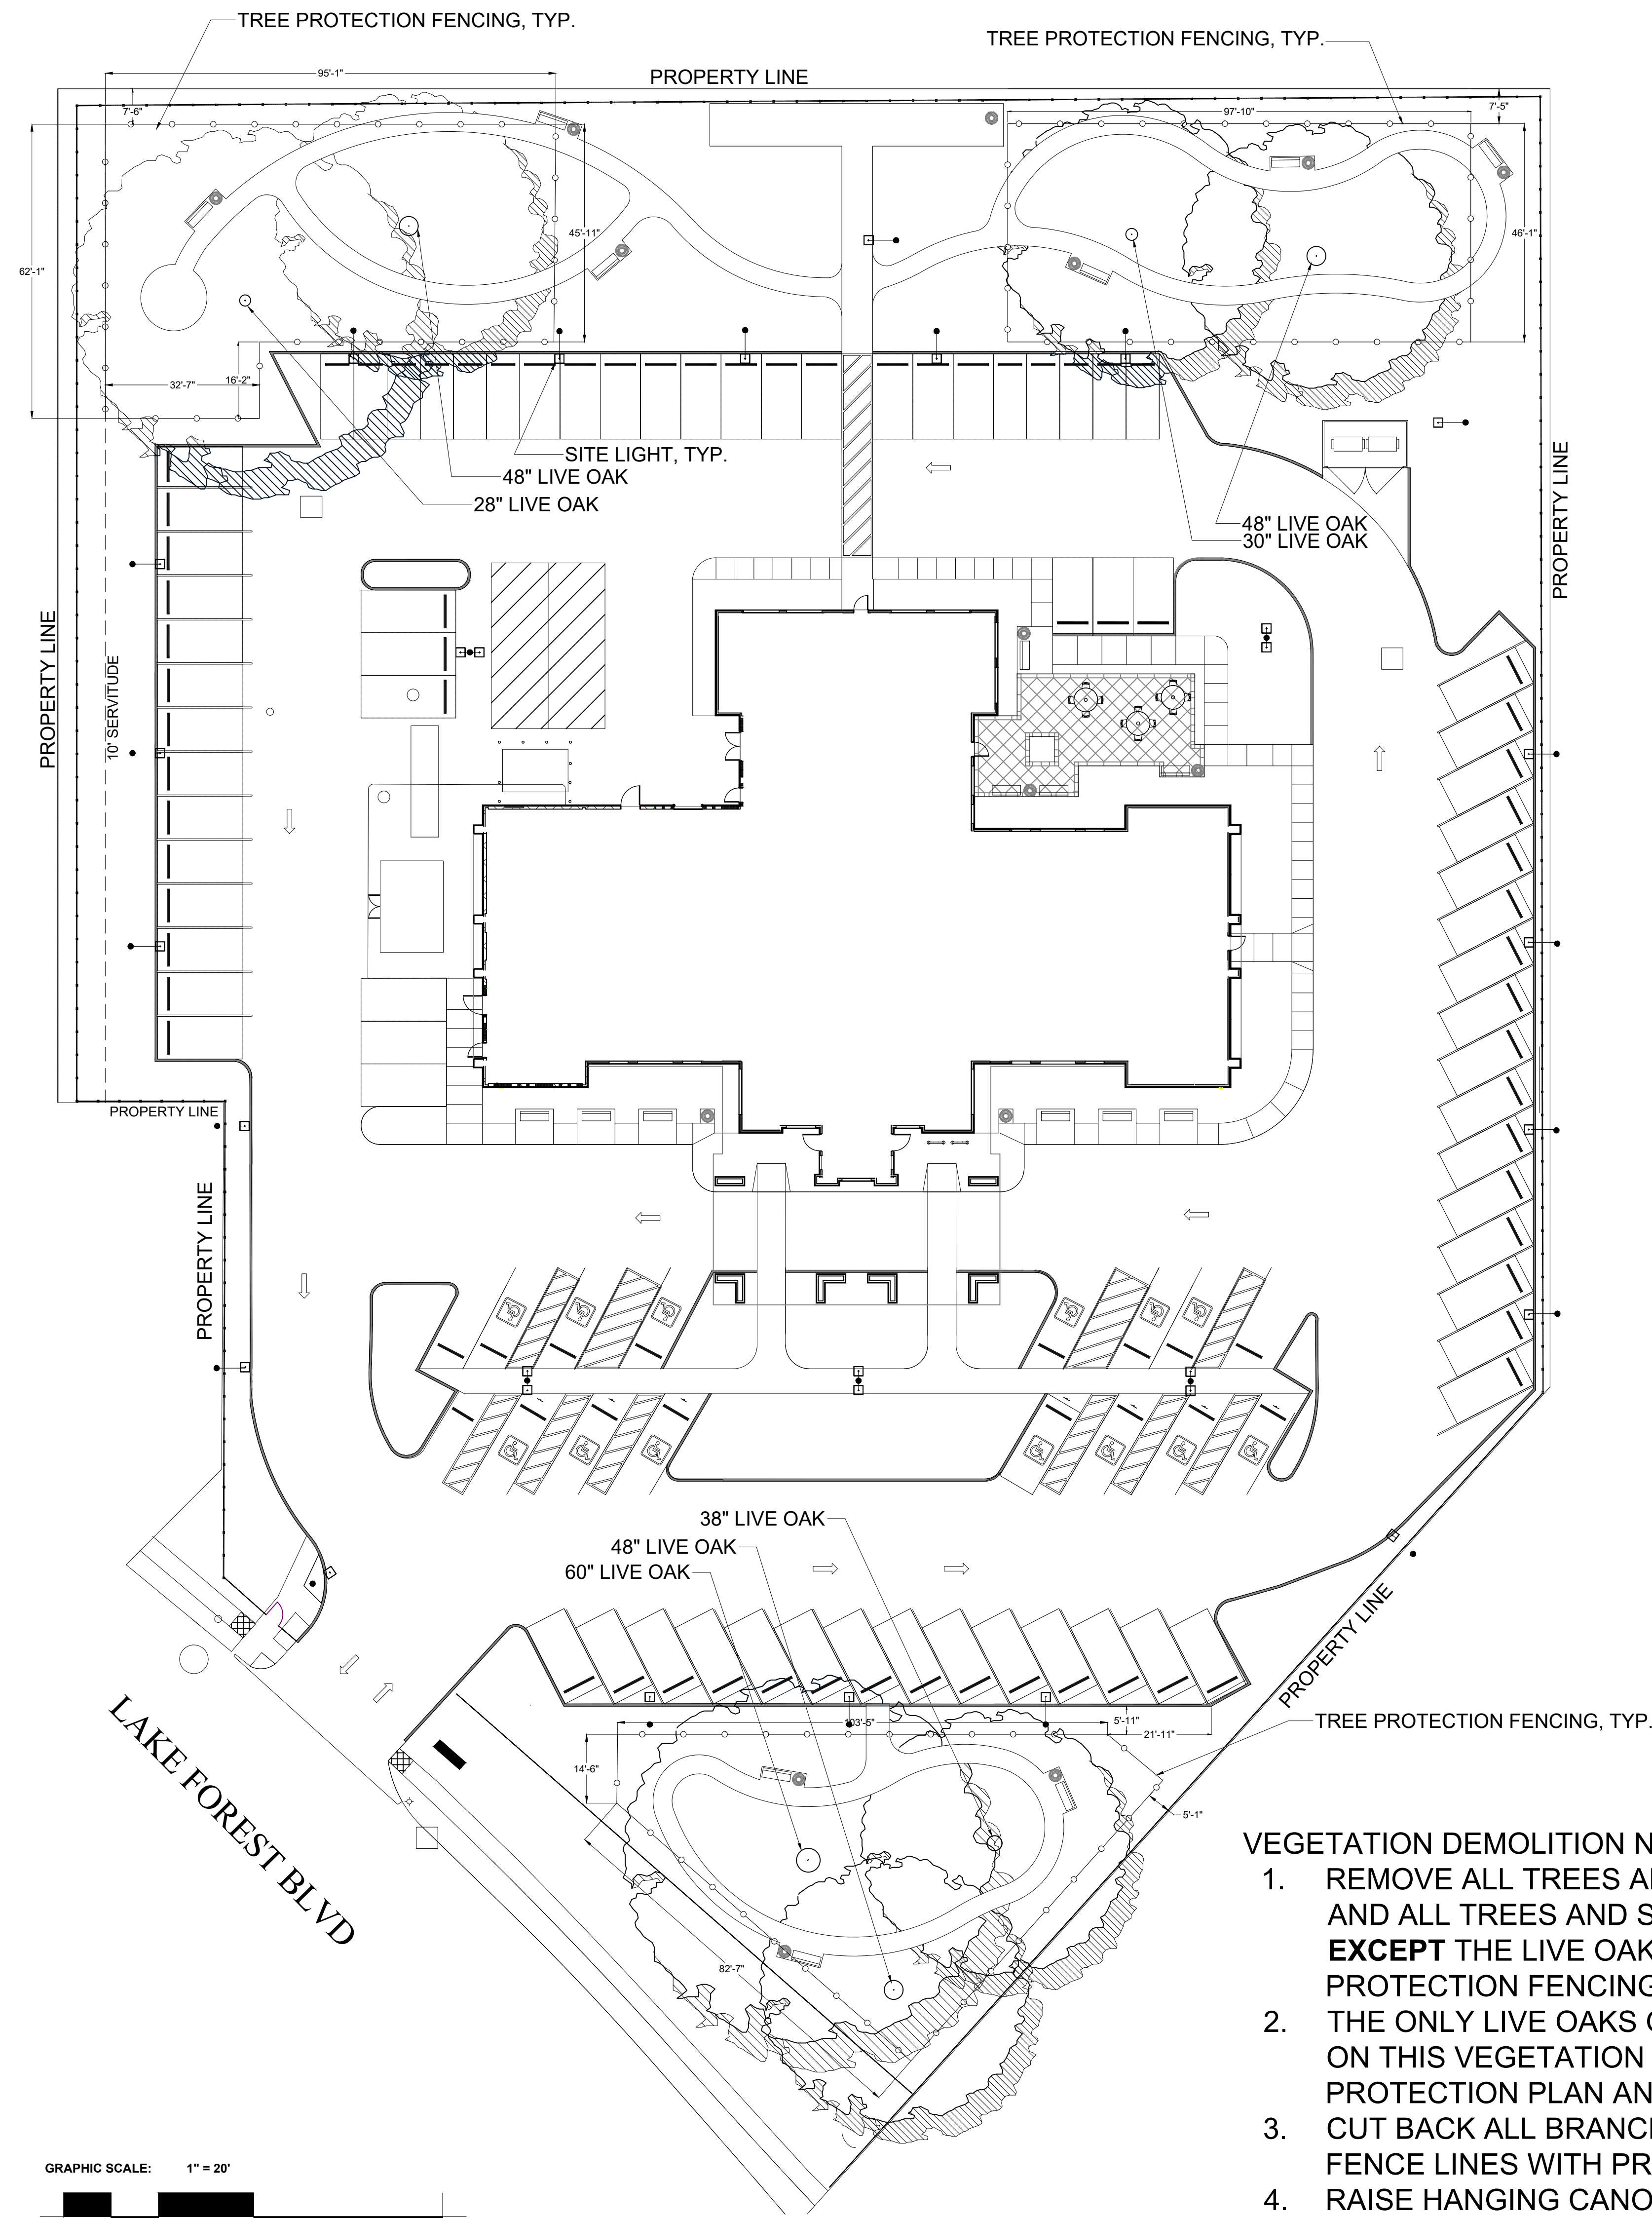 TREE PROTECTION FENCING, TYP.
TREE PROTECTION FENCING, TYP.
95'-1"
PROPERTY LINE
7'-6"
97'-10"
7'-5"
62'-1"
45'-11"
46'-1"
32'-7"
16'-2"
SITE LIGHT, TYP.
48" LIVE OAK
28" LIVE OAK
48" LIVE OAK
30" LIVE OAK
PROPERTY LINE
PROPERTY LINE
10' SERVITUDE
PROPERTY LINE
PROPERTY LINE
38" LIVE OAK
48" LIVE OAK
60" LIVE OAK
PROPERTY LINE
LAKE FOREST BLVD
103'-5"
5'-11"
21'-11"
TREE PROTECTION FENCING, TYP.
14'-6"
5'-1"
82'-7"
VEGETATION DEMOLITION N
1. REMOVE ALL TREES A
AND ALL TREES AND S
EXCEPT THE LIVE OAK
PROTECTION FENCING
2. THE ONLY LIVE OAKS
ON THIS VEGETATION
PROTECTION PLAN AN
3. CUT BACK ALL BRANC
FENCE LINES WITH PR
4. RAISE HANGING CANO
GRAPHIC SCALE: 1" = 20'